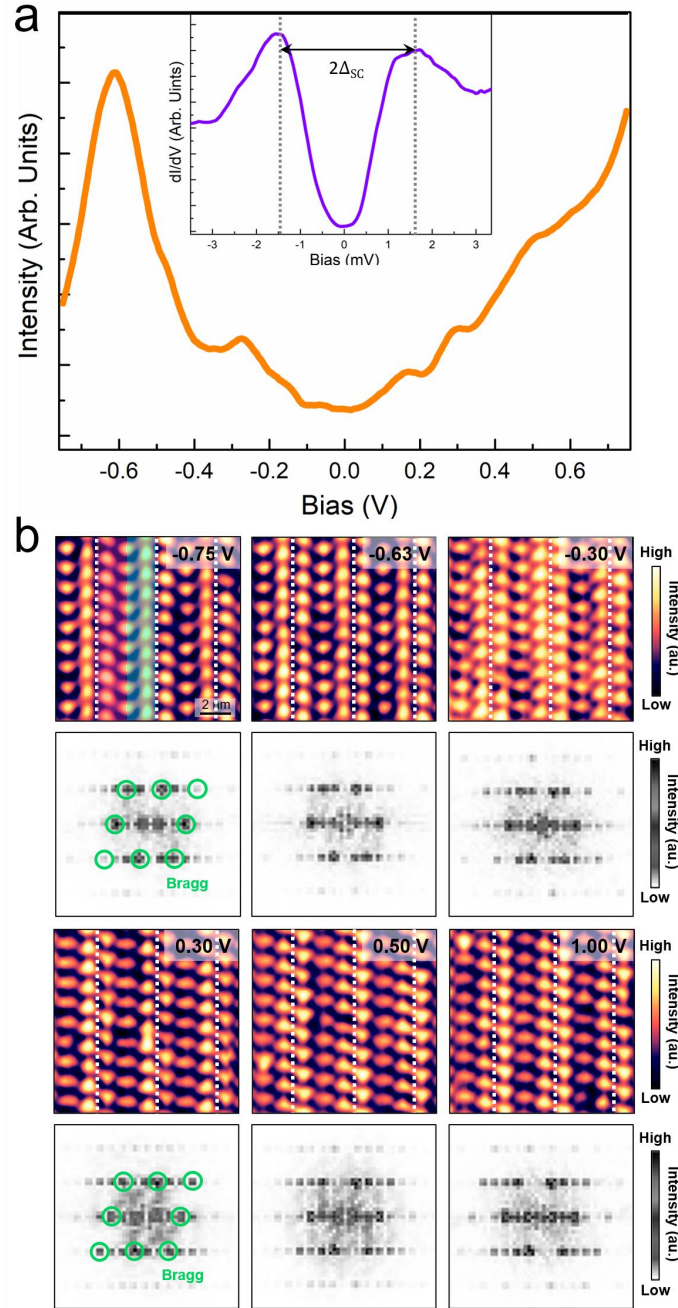 a
Intensity (Arb. Units)
-0.6 -0.4 -0.2 0.0 0.2 0.4 0.6
Bias (V)
dI/dV (Arb. Uints)
2Δ_SC
-3 -2 -1 0 1 2 3
Bias (mV)
b
-0.75 V
-0.63 V
-0.30 V
High
Intensity (au.)
Low
Bragg
High
Intensity (au.)
Low
0.30 V
0.50 V
1.00 V
High
Intensity (au.)
Low
Bragg
High
Intensity (au.)
Low